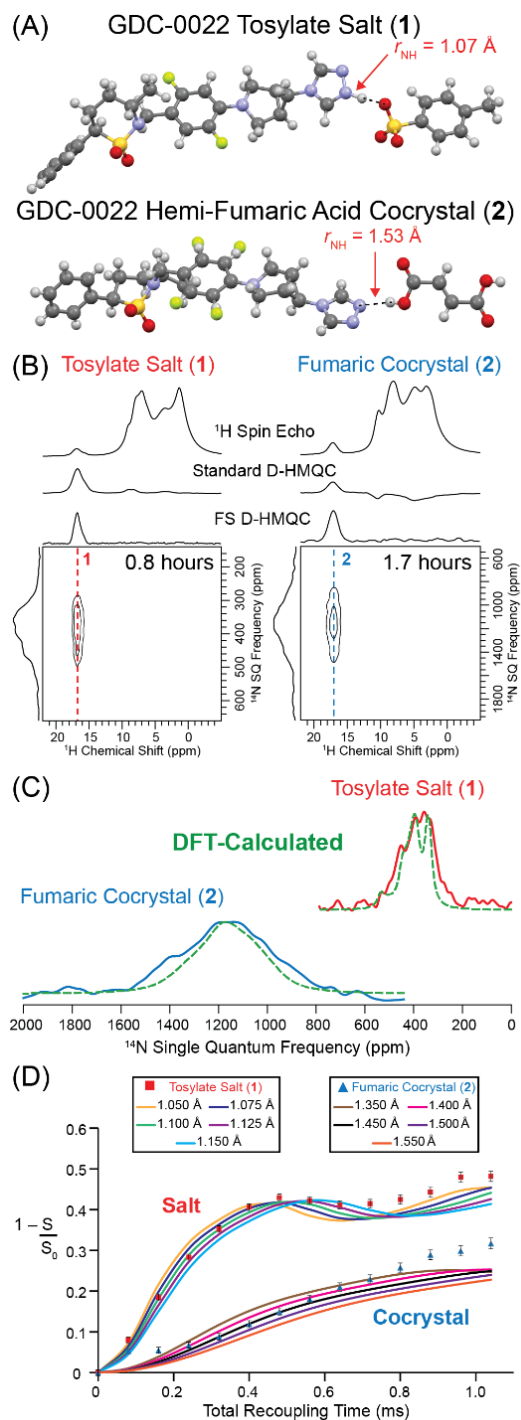 (A)
GDC-0022 Tosylate Salt (1)
rNH = 1.07 Å
GDC-0022 Hemi-Fumaric Acid Cocrystal (2)
rNH = 1.53 Å
(B)
Tosylate Salt (1)
Fumaric Cocrystal (2)
¹H Spin Echo
Standard D-HMQC
FS D-HMQC
1
0.8 hours
200
300
400
500
600
¹⁴N SQ Frequency (ppm)
20 15 10 5 0
¹H Chemical Shift (ppm)
2
1.7 hours
600
1000
1400
1800
¹⁴N SQ Frequency (ppm)
20 15 10 5 0
¹H Chemical Shift (ppm)
(C)
Tosylate Salt (1)
DFT-Calculated
Fumaric Cocrystal (2)
2000 1800 1600 1400 1200 1000 800 600 400 200 0
¹⁴N Single Quantum Frequency (ppm)
(D)
Tosylate Salt (1)
1.050 Å 1.075 Å
1.100 Å 1.125 Å
1.150 Å
Fumaric Cocrystal (2)
1.350 Å 1.400 Å
1.450 Å 1.500 Å
1.550 Å
0.6
0.5
0.4
0.3
0.2
0.1
0
1 – S
S₀
Salt
Cocrystal
0 0.2 0.4 0.6 0.8 1.0
Total Recoupling Time (ms)